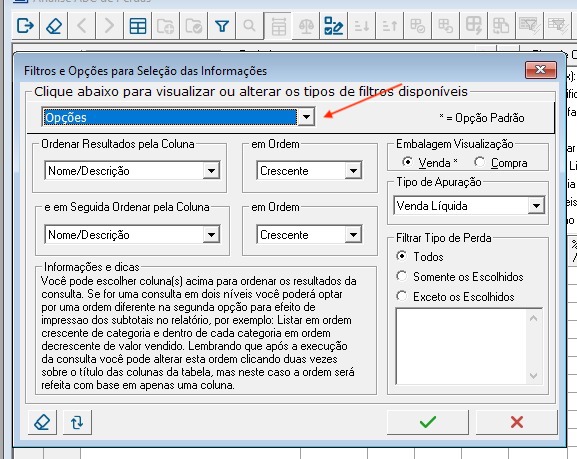 Análise ABC de Perdas
Filtros e Opções para Seleção das Informações
Clique abaixo para visualizar ou alterar os tipos de filtros disponíveis
Opções
* = Opção Padrão
Ordenar Resultados pela Coluna
em Ordem
Nome/Descrição
Crescente
e em Seguida Ordenar pela Coluna
em Ordem
Nome/Descrição
Crescente
Embalagem Visualização
Venda *
Compra
Tipo de Apuração
Venda Líquida
Filtrar Tipo de Perda
Todos
Somente os Escolhidos
Exceto os Escolhidos
Informações e dicas
Você pode escolher coluna(s) acima para ordenar os resultados da
consulta. Se for uma consulta em dois níveis você poderá optar
por uma ordem diferente na segunda opção para efeito de
impressao dos subtotais no relatório, por exemplo: Listar em ordem
crescente de categoria e dentro de cada categoria em ordem
decrescente de valor vendido. Lembrando que após a execução
da consulta você pode alterar esta ordem clicando duas vezes
sobre o título das colunas da tabela, mas neste caso a ordem será
refeita com base em apenas uma coluna.